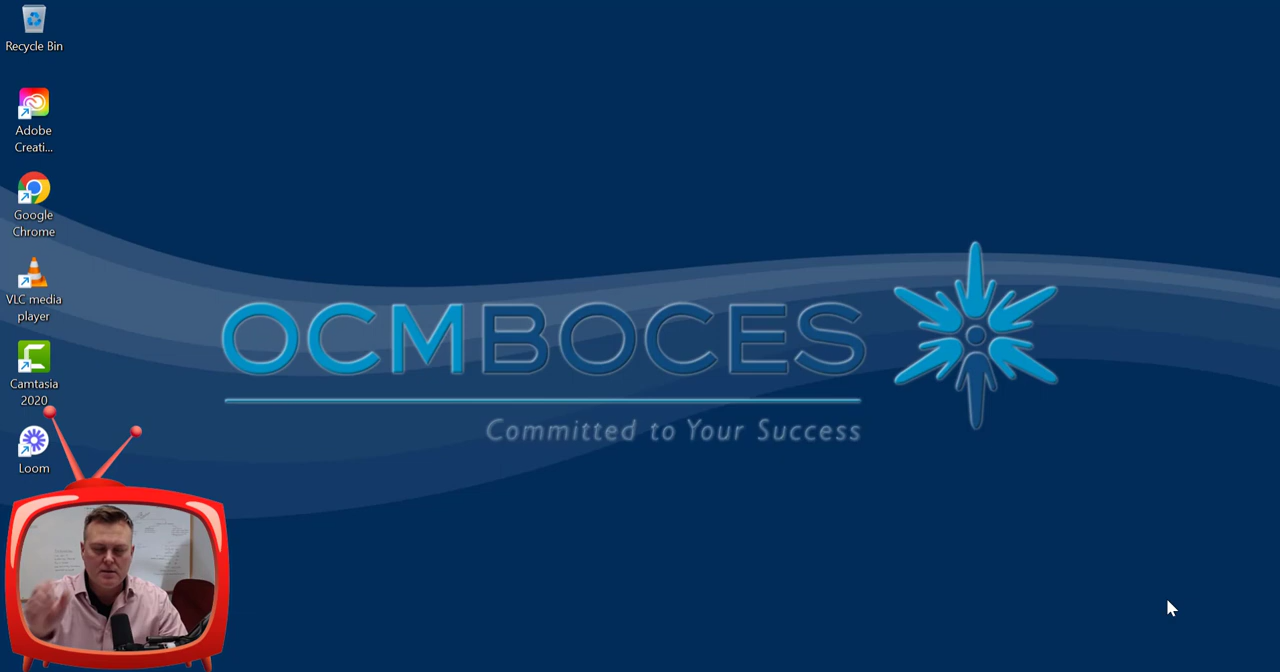 Recycle Bin
Adobe
Creati...
Google
Chrome
VLC media
player
Camtasia
2020
Loom
OCMBOCES
Committed to Your Success